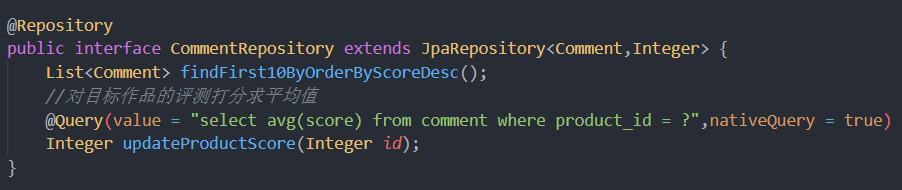 @Repository
public interface CommentRepository extends JpaRepository<Comment,Integer> {
    List<Comment> findFirst10ByOrderByScoreDesc();
    //对目标作品的评测打分求平均值
    @Query(value = "select avg(score) from comment where product_id = ?",nativeQuery = true)
    Integer updateProductScore(Integer id);
}